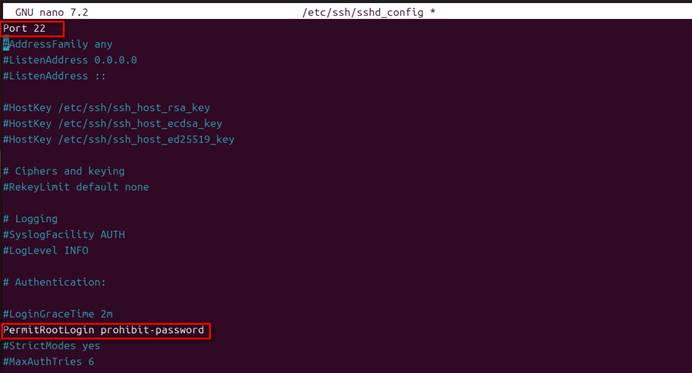 GNU nano 7.2 /etc/ssh/sshd_config *
Port 22
#AddressFamily any
#ListenAddress 0.0.0.0
#ListenAddress ::
#HostKey /etc/ssh/ssh_host_rsa_key
#HostKey /etc/ssh/ssh_host_ecdsa_key
#HostKey /etc/ssh/ssh_host_ed25519_key
# Ciphers and keying
#RekeyLimit default none
# Logging
#SyslogFacility AUTH
#LogLevel INFO
# Authentication:
#LoginGraceTime 2m
PermitRootLogin prohibit-password
#StrictModes yes
#MaxAuthTries 6